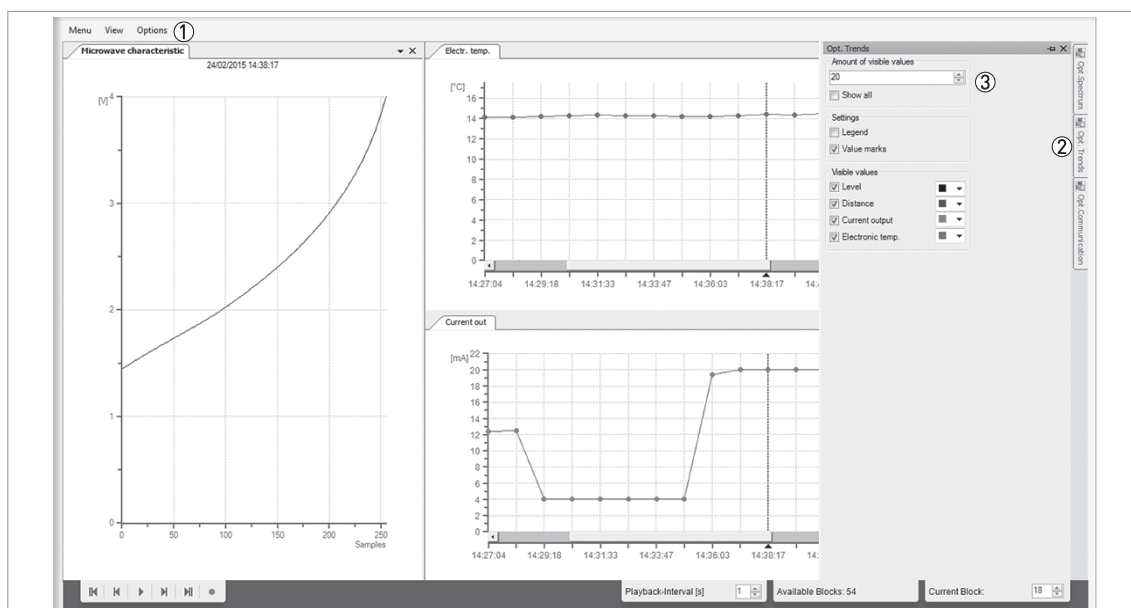 Menu View Options ①
Microwave characteristic
24/02/2015 14:38:17
[V] 4
3
2
1
0
0 50 100 150 200 250
Samples
Electr. temp.
[°C]
16
14
12
10
8
6
4
2
0
14:27:04 14:29:18 14:31:33 14:33:47 14:36:03 14:38:17 14:4
Current out
[mA] 22
20
18
16
14
12
10
8
6
4
2
0
14:27:04 14:29:18 14:31:33 14:33:47 14:36:03 14:38:17 14:
Opt. Trends
Amount of visible values
20 ③
Show all
Settings
Legend
Value marks
Visible values
Level
Distance
Current output
Electronic temp.
Opt.Spectrum
② Opt. Trends
Opt.Communication
Playback-Interval [s] 1 Available Blocks: 54 Current Block: 18